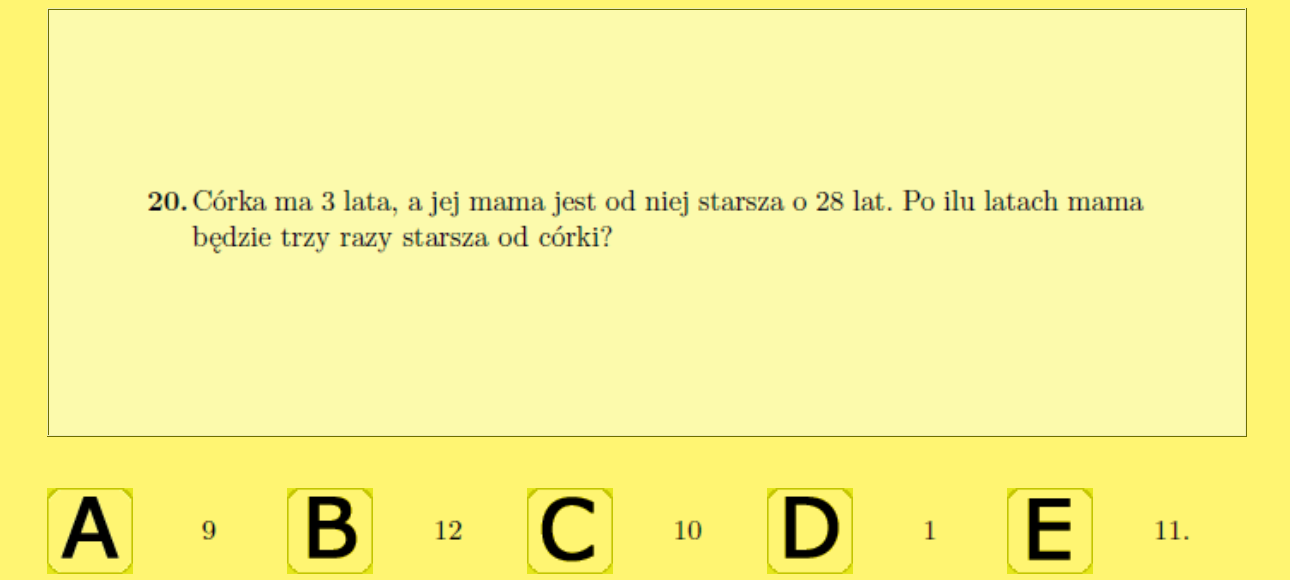 20. Córka ma 3 lata, a jej mama jest od niej starsza o 28 lat. Po ilu latach mama
będzie trzy razy starsza od córki?
A 9 B 12 C 10 D 1 E 11.